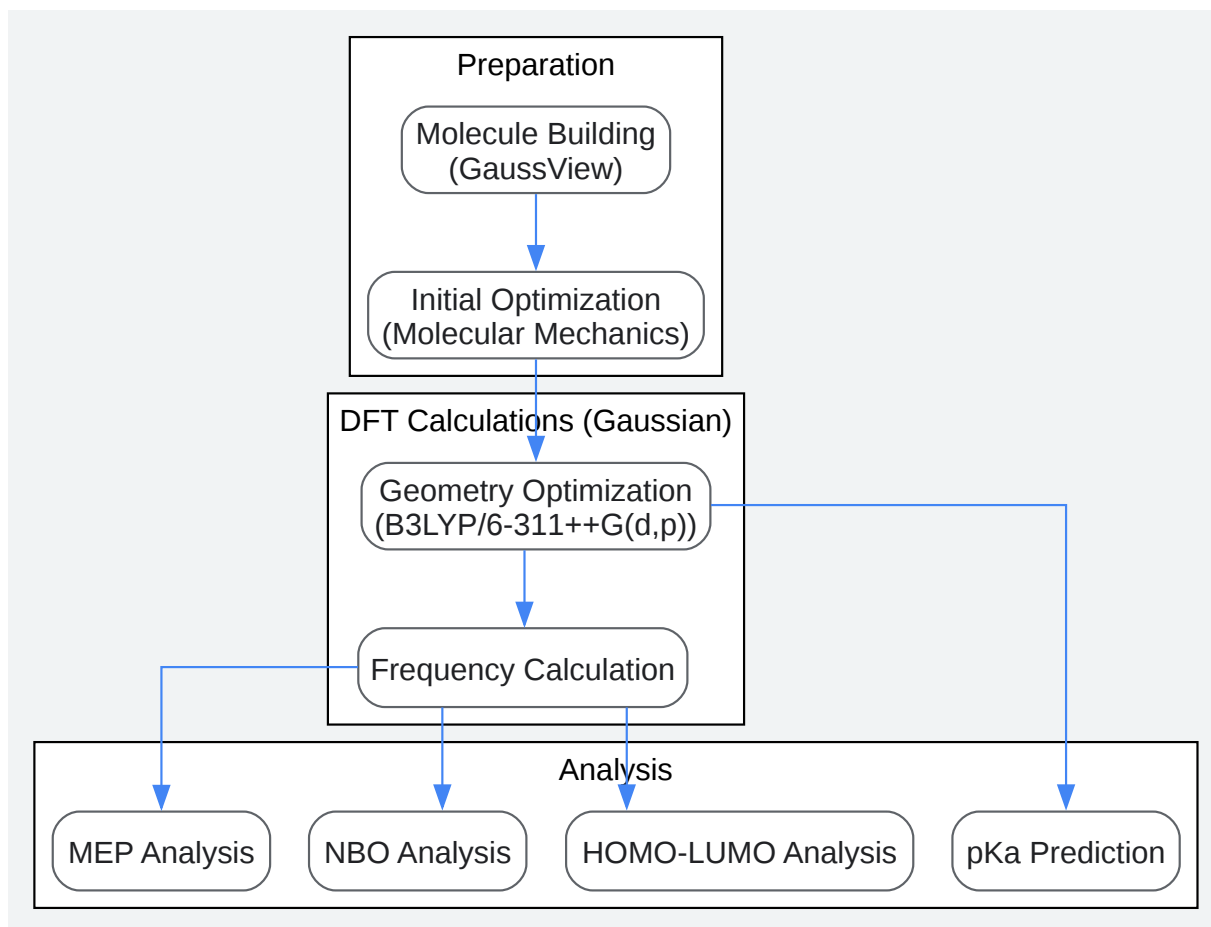 Preparation
Molecule Building
(GaussView)
Initial Optimization
(Molecular Mechanics)
DFT Calculations (Gaussian)
Geometry Optimization
(B3LYP/6-311++G(d,p))
Frequency Calculation
Analysis
MEP Analysis
NBO Analysis
HOMO-LUMO Analysis
pKa Prediction